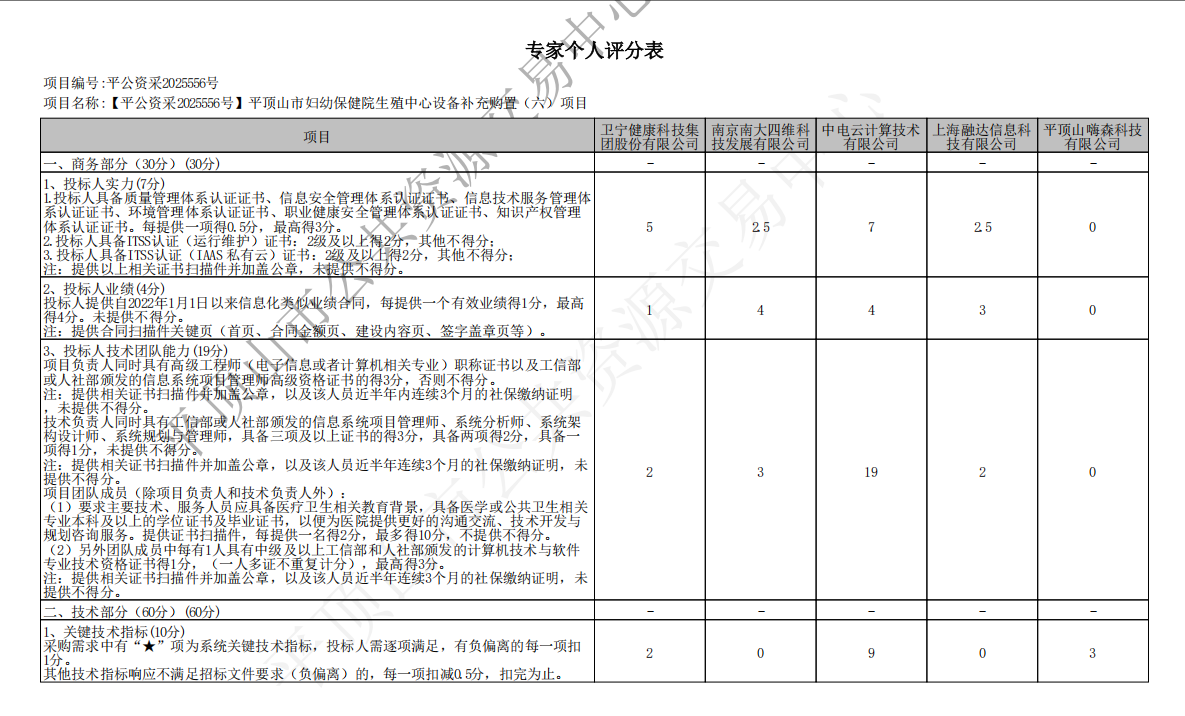 专家个人评分表
项目编号:平公资采2025556号
项目名称:【平公资采2025556号】平顶山市妇幼保健院生殖中心设备补充购置（六）项目
项目
卫宁健康科技集
团股份有限公司
南京南大四维科
技发展有限公司
中电云计算技术
有限公司
上海融达信息科
技有限公司
平顶山嗨森科技
有限公司
一、商务部分（30分）(30分)
－ － － － －
1、投标人实力(7分)
1.投标人具备质量管理体系认证证书、信息安全管理体系认证证书、信息技术服务管理体
系认证证书、环境管理体系认证证书、职业健康安全管理体系认证证书、知识产权管理
体系认证证书。每提供一项得0.5分，最高得3分。
2.投标人具备ITSS认证（运行维护）证书：2级及以上得2分，其他不得分；
3.投标人具备ITSS认证（IAAS 私有云）证书：2级及以上得2分，其他不得分；
注：提供以上相关证书扫描件并加盖公章，未提供不得分。
5 2.5 7 2.5 0
2、投标人业绩(4分)
投标人提供自2022年1月1日以来信息化类似业绩合同，每提供一个有效业绩得1分，最高
得4分。未提供不得分。
注：提供合同扫描件关键页（首页、合同金额页、建设内容页、签字盖章页等）。
1 4 4 3 0
3、投标人技术团队能力(19分)
项目负责人同时具有高级工程师（电子信息或者计算机相关专业）职称证书以及工信部
或人社部颁发的信息系统项目管理师高级资格证书的得3分，否则不得分。
注：提供相关证书扫描件并加盖公章，以及该人员近半年内连续3个月的社保缴纳证明
，未提供不得分。
技术负责人同时具有工信部或人社部颁发的信息系统项目管理师、系统分析师、系统架
构设计师、系统规划与管理师，具备三项及以上证书的得3分，具备两项得2分，具备一
项得1分，未提供不得分。
注：提供相关证书扫描件并加盖公章，以及该人员近半年连续3个月的社保缴纳证明，未
提供不得分。
项目团队成员（除项目负责人和技术负责人外）：
（1）要求主要技术、服务人员应具备医疗卫生相关教育背景，具备医学或公共卫生相关
专业本科及以上的学位证书及毕业证书，以便为医院提供更好的沟通交流、技术开发与
规划咨询服务。提供证书扫描件，每提供一名得2分，最多得10分，不提供不得分。
（2）另外团队成员中每有1人具有中级及以上工信部和人社部颁发的计算机技术与软件
专业技术资格证书得1分，（一人多证不重复计分），最高得3分。
注：提供相关证书扫描件并加盖公章，以及该人员近半年连续3个月的社保缴纳证明，未
提供不得分。
2 3 19 2 0
二、技术部分（60分）(60分)
－ － － － －
1、关键技术指标(10分)
采购需求中有“★”项为系统关键技术指标，投标人需逐项满足，有负偏离的每一项扣
1分。
其他技术指标响应不满足招标文件要求（负偏离）的，每一项扣减0.5分，扣完为止。
2 0 9 0 3
平顶山市公共资源交易中心
平顶山市公共资源交易中心